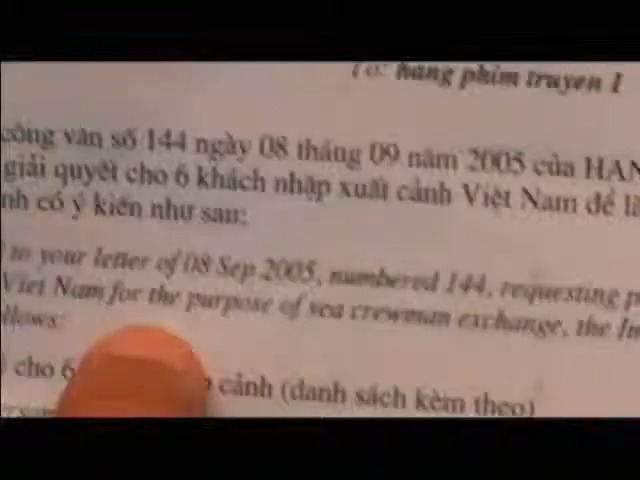 To: hang phim truyen I
công văn số 144 ngày 08 tháng 09 năm 2005 của HAN
giải quyết cho 6 khách nhập xuất cảnh Việt Nam để
nh có ý kiến như sau:
to your letter of 08 Sep 2005, numbered 144, requesting p
Viet Nam for the purpose of sea crewman exchange, the Im
llows:
cho 6 cảnh (danh sách kèm theo)